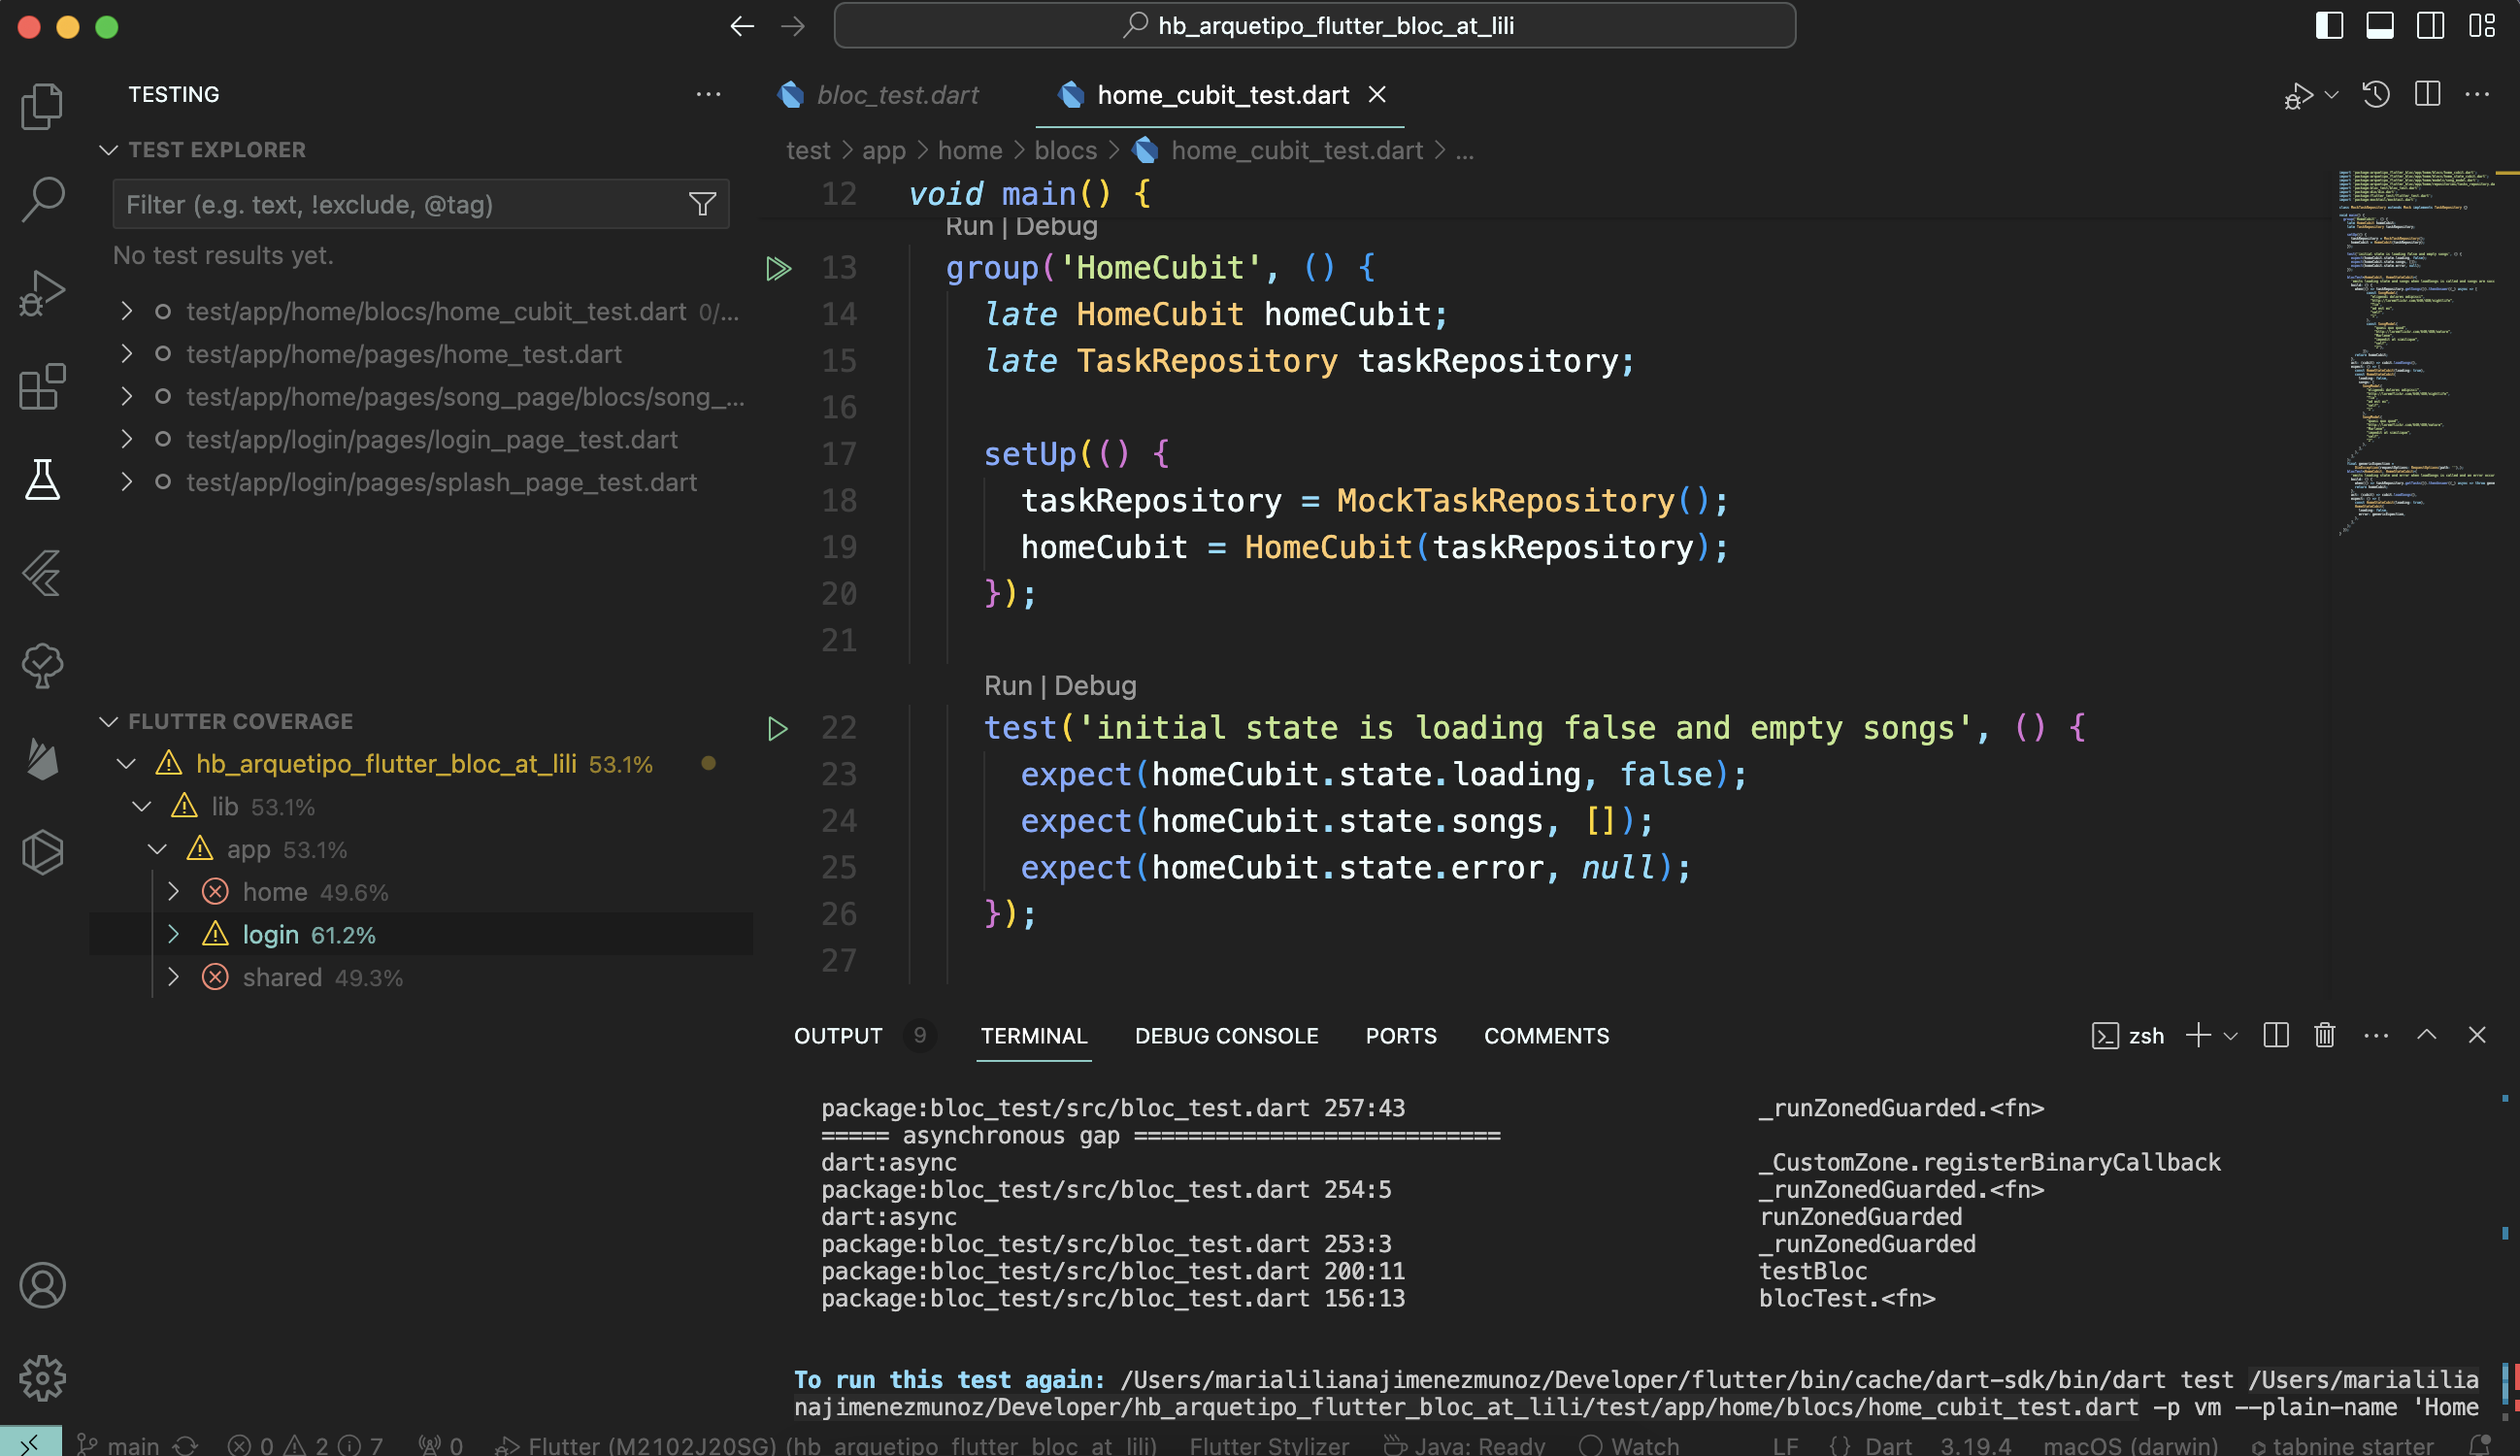 hb_arquetipo_flutter_bloc_at_lili
TESTING
TEST EXPLORER
Filter (e.g. text, !exclude, @tag)
No test results yet.
test/app/home/blocs/home_cubit_test.dart 0/...
test/app/home/pages/home_test.dart
test/app/home/pages/song_page/blocs/song_...
test/app/login/pages/login_page_test.dart
test/app/login/pages/splash_page_test.dart
FLUTTER COVERAGE
hb_arquetipo_flutter_bloc_at_lili 53.1%
lib 53.1%
app 53.1%
home 49.6%
login 61.2%
shared 49.3%
bloc_test.dart
home_cubit_test.dart
test > app > home > blocs > home_cubit_test.dart > ...
12 void main() {
Run | Debug
13 group('HomeCubit', () {
14 late HomeCubit homeCubit;
15 late TaskRepository taskRepository;
16
17 setUp(() {
18 taskRepository = MockTaskRepository();
19 homeCubit = HomeCubit(taskRepository);
20 });
21
Run | Debug
22 test('initial state is loading false and empty songs', () {
23 expect(homeCubit.state.loading, false);
24 expect(homeCubit.state.songs, []);
25 expect(homeCubit.state.error, null);
26 });
27
OUTPUT 9 TERMINAL DEBUG CONSOLE PORTS COMMENTS zsh
package:bloc_test/src/bloc_test.dart 257:43 _runZonedGuarded.<fn>
===== asynchronous gap ===========================
dart:async _CustomZone.registerBinaryCallback
package:bloc_test/src/bloc_test.dart 254:5 _runZonedGuarded.<fn>
dart:async runZonedGuarded
package:bloc_test/src/bloc_test.dart 253:3 _runZonedGuarded
package:bloc_test/src/bloc_test.dart 200:11 testBloc
package:bloc_test/src/bloc_test.dart 156:13 blocTest.<fn>
To run this test again: /Users/marialilianajimenezmunoz/Developer/flutter/bin/cache/dart-sdk/bin/dart test /Users/marialilia
najimenezmunoz/Developer/hb_arquetipo_flutter_bloc_at_lili/test/app/home/blocs/home_cubit_test.dart -p vm --plain-name 'Home
main 0 2 7 0 Flutter (M2102J20SG) (hb_arquetipo_flutter_bloc_at_lili) Flutter Stylizer Java: Ready Watch LF {} Dart 3.19.4 macOS (darwin) tabnine starter